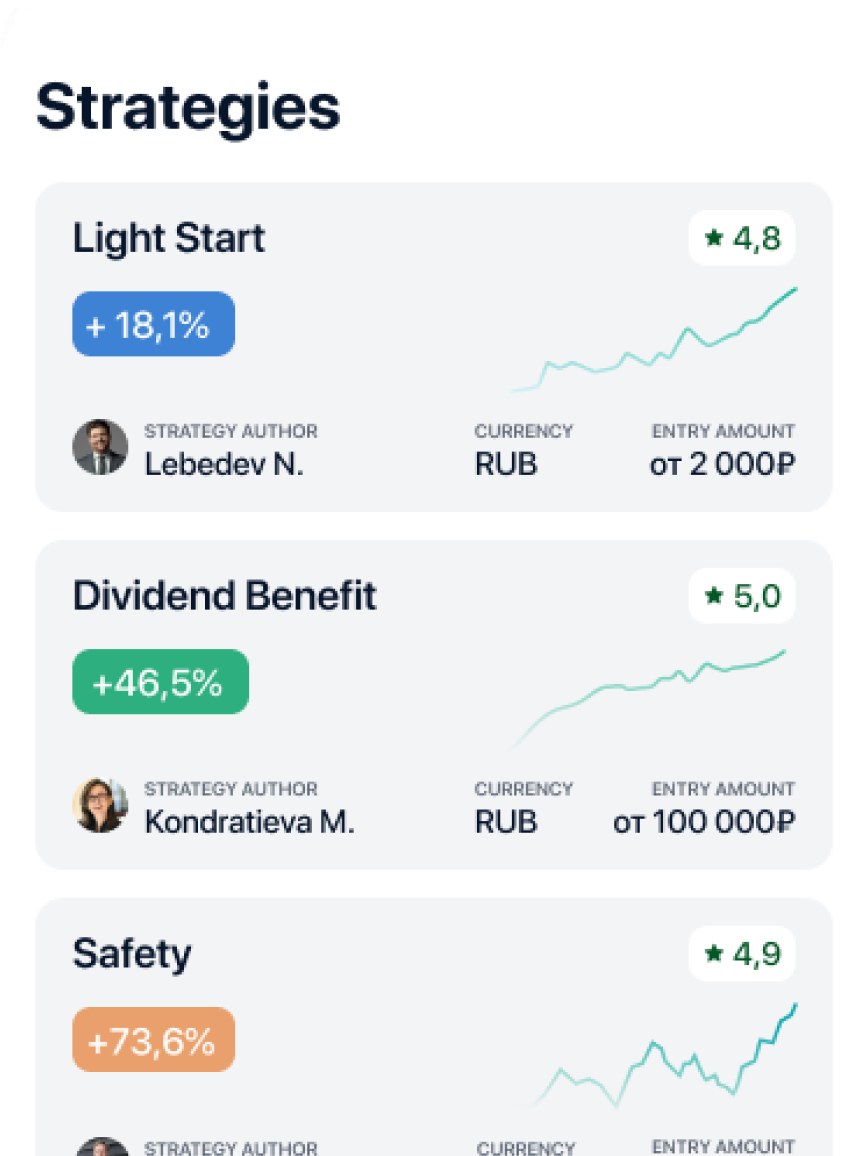 Strategies
Light Start
★ 4,8
+ 18,1%
STRATEGY AUTHOR
CURRENCY
ENTRY AMOUNT
Lebedev N.
RUB
от 2 000₽
Dividend Benefit
★ 5,0
+46,5%
STRATEGY AUTHOR
CURRENCY
ENTRY AMOUNT
Kondratieva M.
RUB
от 100 000₽
Safety
★ 4,9
+73,6%
STRATEGY AUTHOR
CURRENCY
ENTRY AMOUNT